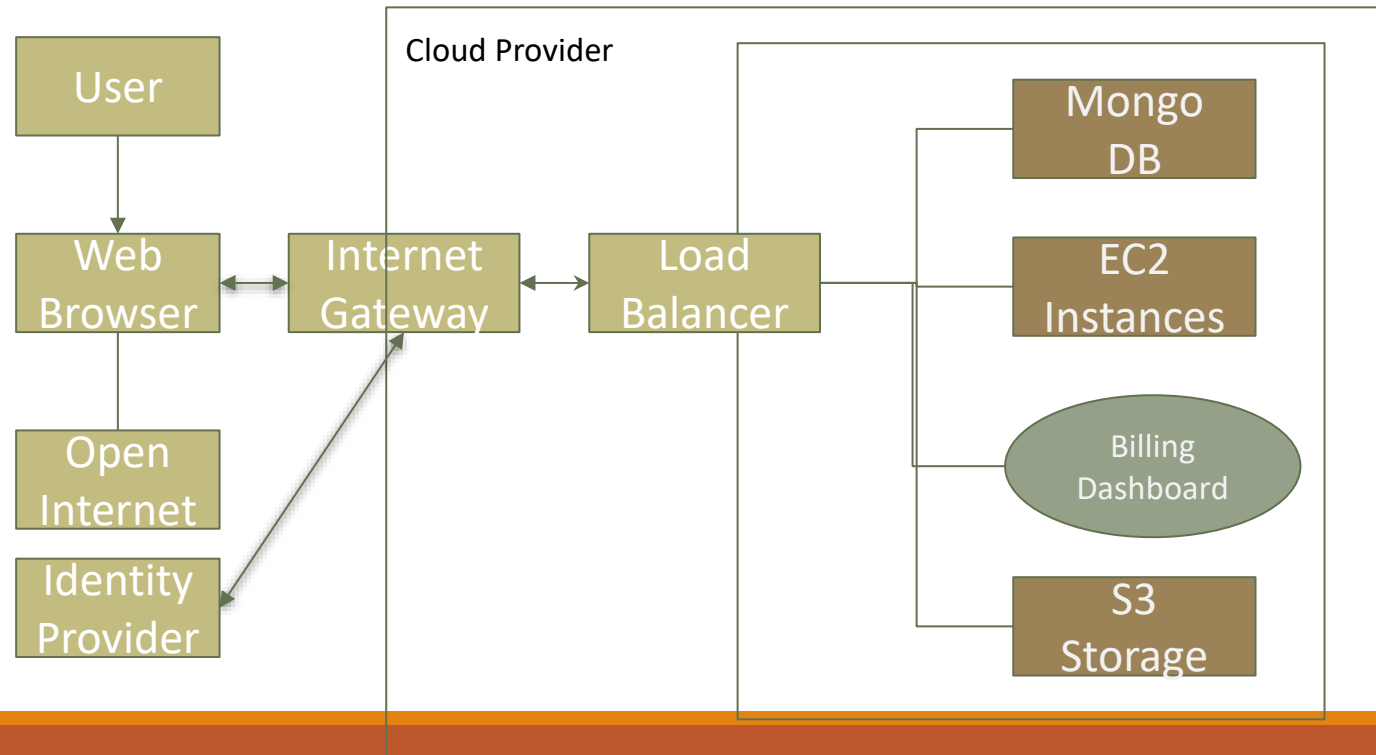 Cloud Provider
User
Mongo
DB
Web
Browser
Internet
Gateway
Load
Balancer
EC2
Instances
Open
Internet
Billing
Dashboard
Identity
Provider
S3
Storage